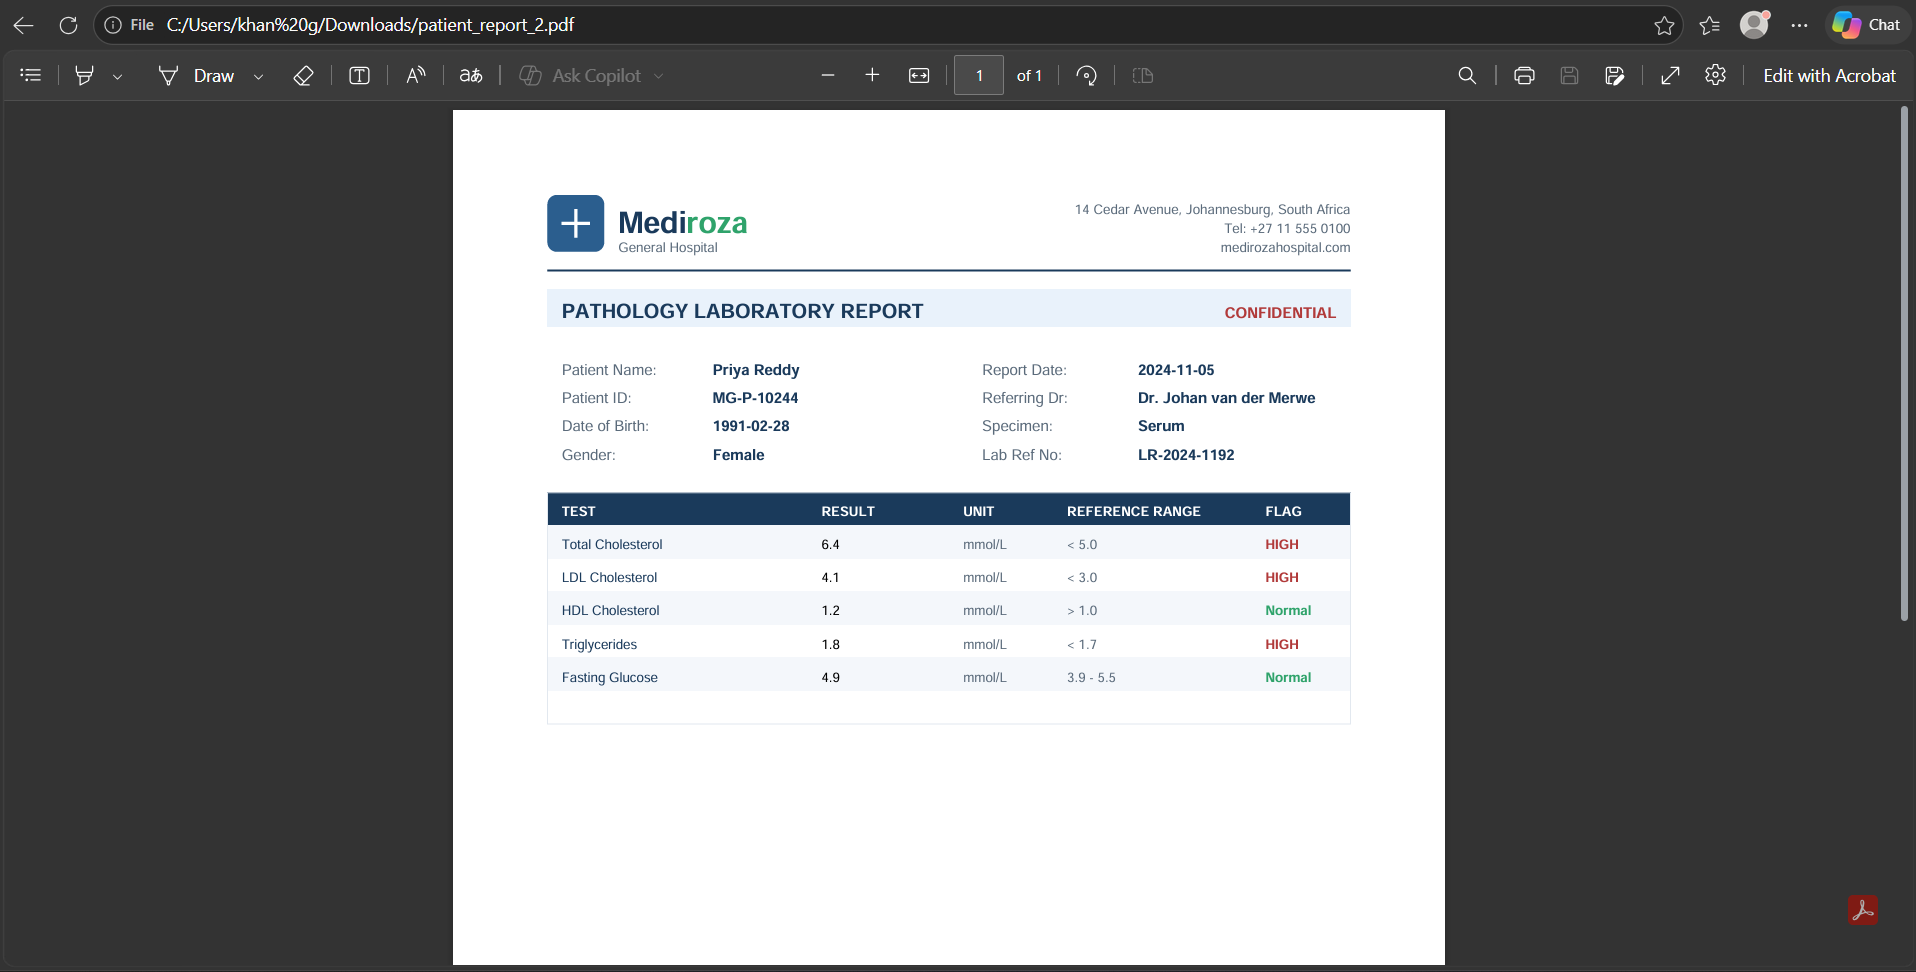 File C:/Users/khan%20g/Downloads/patient_report_2.pdf Chat
Draw aあ Ask Copilot 1 of 1 Edit with Acrobat
Mediroza
General Hospital
14 Cedar Avenue, Johannesburg, South Africa
Tel: +27 11 555 0100
medirozahospital.com
PATHOLOGY LABORATORY REPORT CONFIDENTIAL
Patient Name: Priya Reddy Report Date: 2024-11-05
Patient ID: MG-P-10244 Referring Dr: Dr. Johan van der Merwe
Date of Birth: 1991-02-28 Specimen: Serum
Gender: Female Lab Ref No: LR-2024-1192
TEST RESULT UNIT REFERENCE RANGE FLAG
Total Cholesterol 6.4 mmol/L < 5.0 HIGH
LDL Cholesterol 4.1 mmol/L < 3.0 HIGH
HDL Cholesterol 1.2 mmol/L > 1.0 Normal
Triglycerides 1.8 mmol/L < 1.7 HIGH
Fasting Glucose 4.9 mmol/L 3.9 - 5.5 Normal